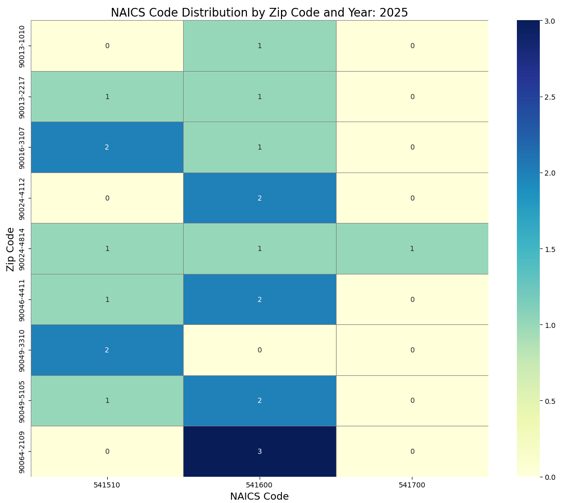 NAICS Code Distribution by Zip Code and Year: 2025
Zip Code
90013-1010 0 1 0
90013-2217 1 1 0
90016-3107 2 1 0
90024-4112 0 2 0
90024-4814 1 1 1
90046-4411 1 2 0
90049-3310 2 0 0
90049-5105 1 2 0
90064-2109 0 3 0
541510 541600 541700
NAICS Code
3.0
2.5
2.0
1.5
1.0
0.5
0.0